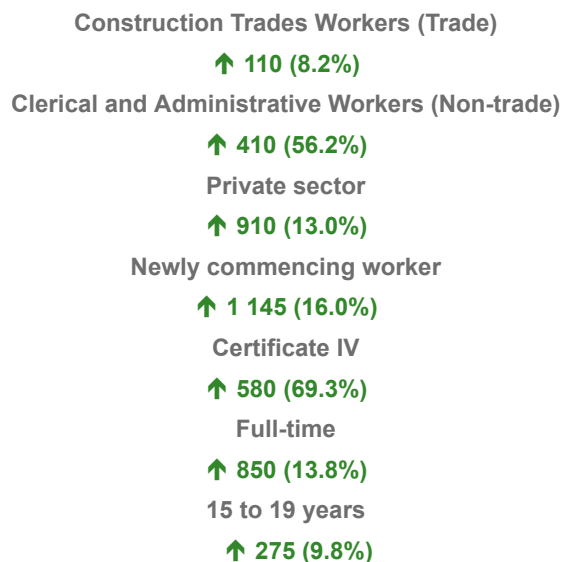 Construction Trades Workers (Trade)
↑ 110 (8.2%)
Clerical and Administrative Workers (Non-trade)
↑ 410 (56.2%)
Private sector
↑ 910 (13.0%)
Newly commencing worker
↑ 1 145 (16.0%)
Certificate IV
↑ 580 (69.3%)
Full-time
↑ 850 (13.8%)
15 to 19 years
↑ 275 (9.8%)